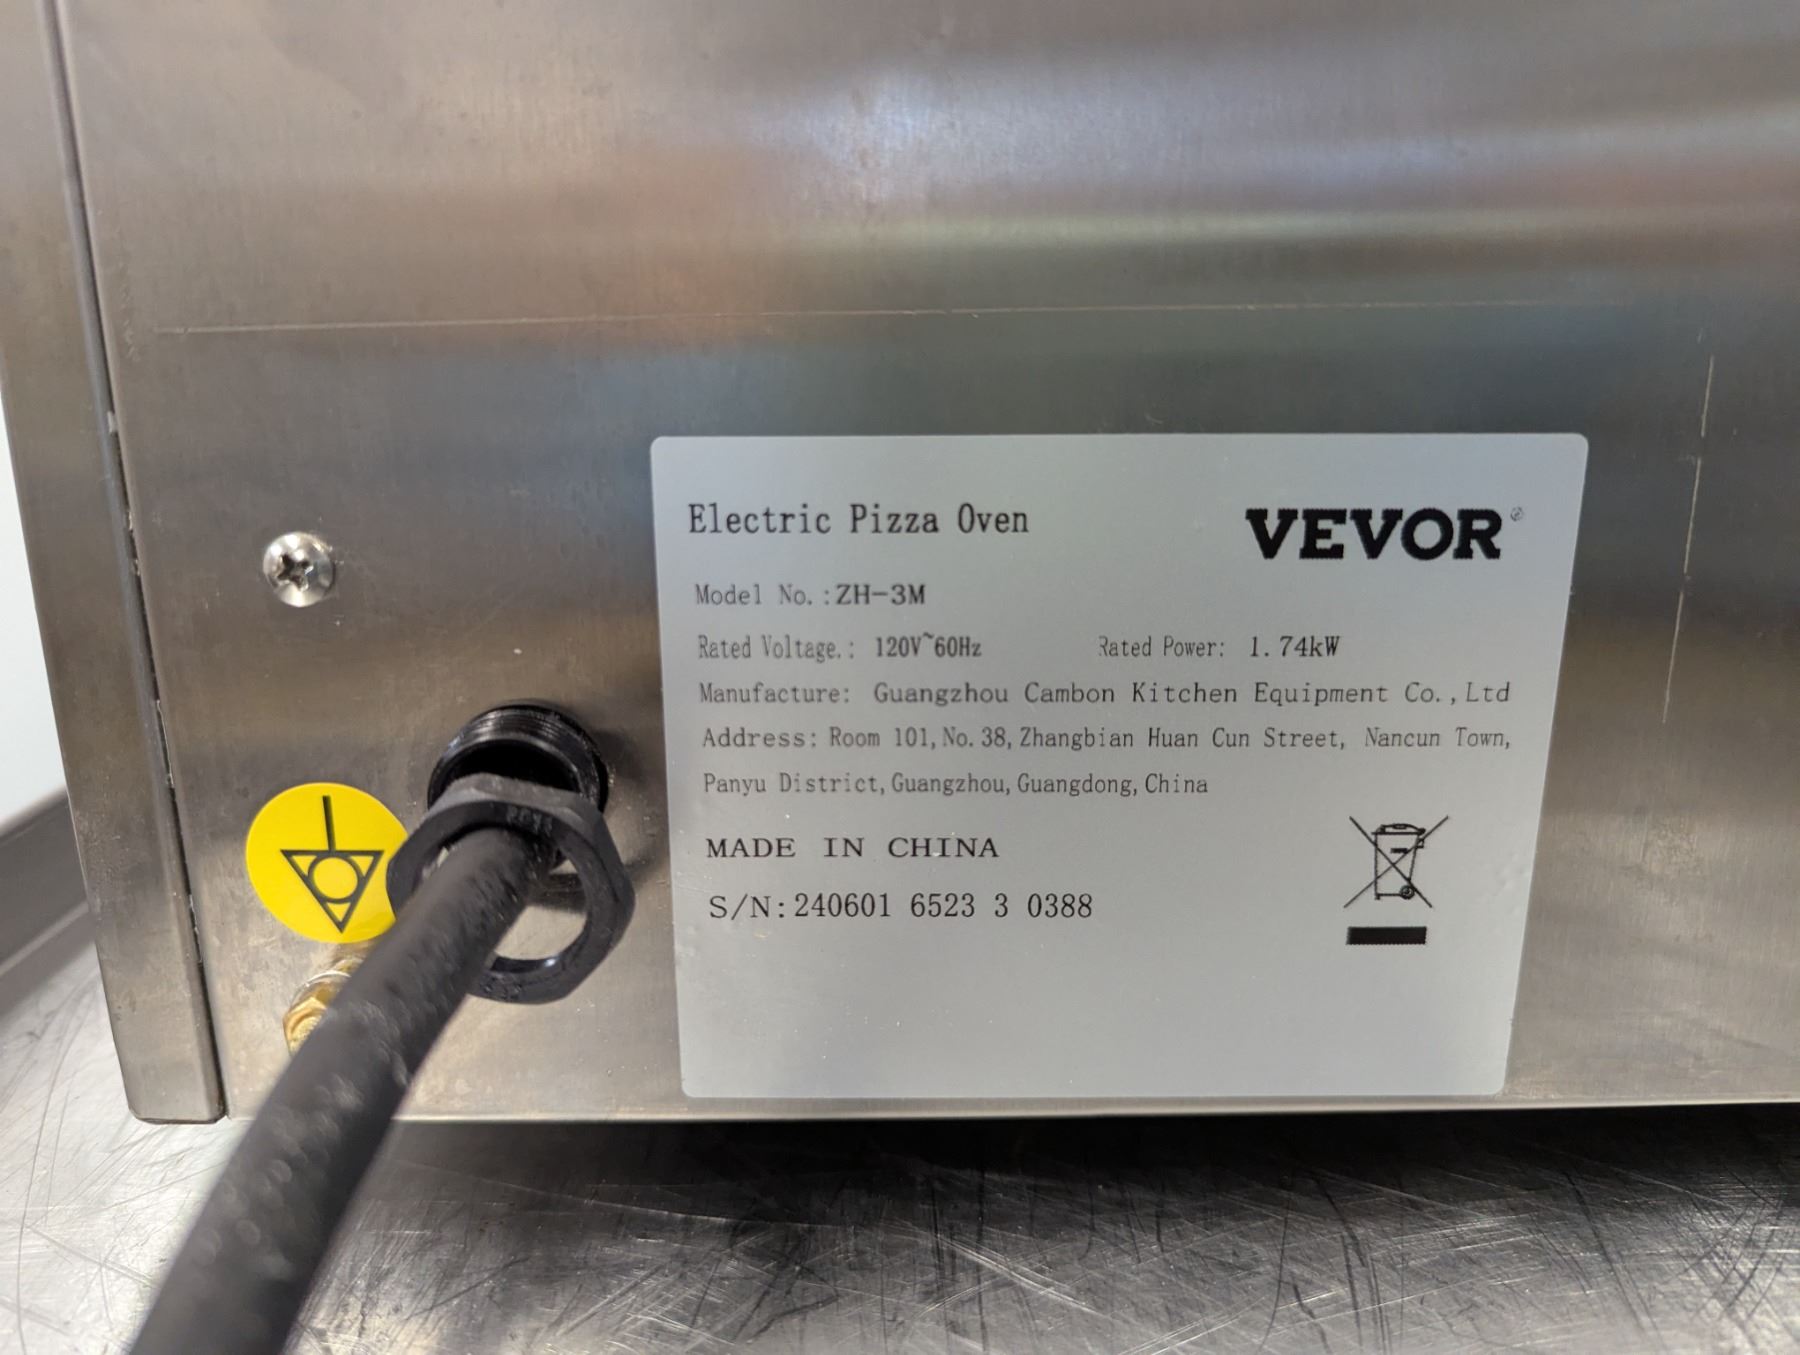 Electric Pizza Oven
VEVOR®
Model No.:ZH-3M
Rated Voltage.: 120V~60Hz Rated Power: 1.74kW
Manufacture: Guangzhou Cambon Kitchen Equipment Co.,Ltd
Address: Room 101,No.38,Zhangbian Huan Cun Street, Nancun Town,
Panyu District,Guangzhou,Guangdong,China
MADE IN CHINA
S/N:240601 6523 3 0388